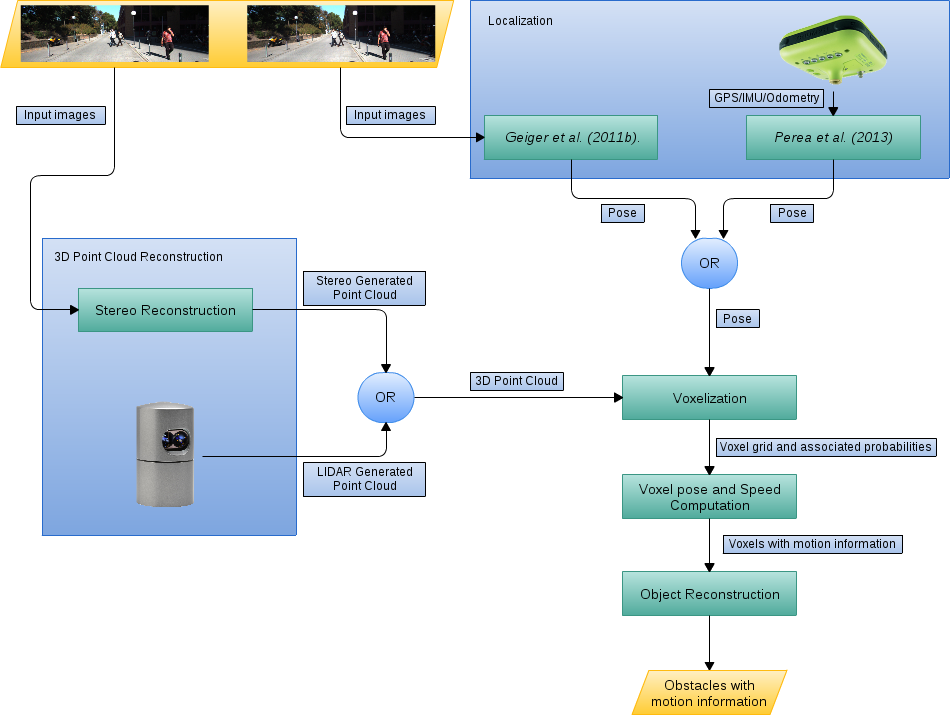 Localization
GPS/IMU/Odometry
Input images
Input images
Geiger et al. (2011b).
Perea et al. (2013)
Pose
Pose
OR
3D Point Cloud Reconstruction
Stereo Generated
Point Cloud
Stereo Reconstruction
Pose
3D Point Cloud
OR
Voxelization
Voxel grid and associated probabilities
LIDAR Generated
Point Cloud
Voxel pose and Speed
Computation
Voxels with motion information
Object Reconstruction
Obstacles with
motion information